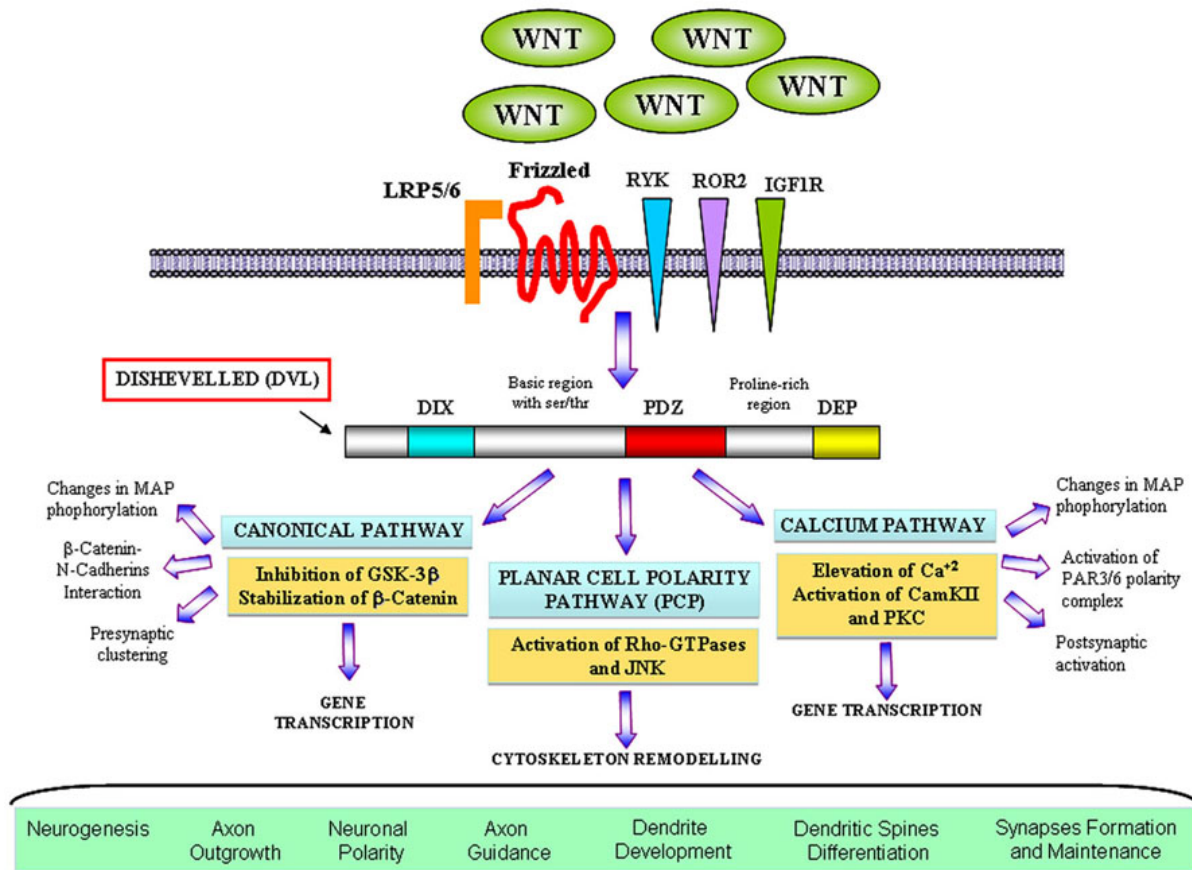 WNT
WNT
WNT
WNT
WNT
LRP5/6
Frizzled
RYK
ROR2
IGF1R
DISHEVELLED (DVL)
DIX
Basic region
with ser/thr
PDZ
Proline-rich
region
DEP
Changes in MAP
phophorylation
β-Catenin-
N-Cadherins
Interaction
Presynaptic
clustering
CANONICAL PATHWAY
Inhibition of GSK-3β
Stabilization of β-Catenin
GENE
TRANSCRIPTION
PLANAR CELL POLARITY
PATHWAY (PCP)
Activation of Rho-GTPases
and JNK
CYTOSKELETON REMODELLING
CALCIUM PATHWAY
Elevation of Ca⁺²
Activation of CamKII
and PKC
GENE TRANSCRIPTION
Changes in MAP
phophorylation
Activation of
PAR3/6 polarity
complex
Postsynaptic
activation
Neurogenesis
Axon
Outgrowth
Neuronal
Polarity
Axon
Guidance
Dendrite
Development
Dendritic Spines
Differentiation
Synapses Formation
and Maintenance